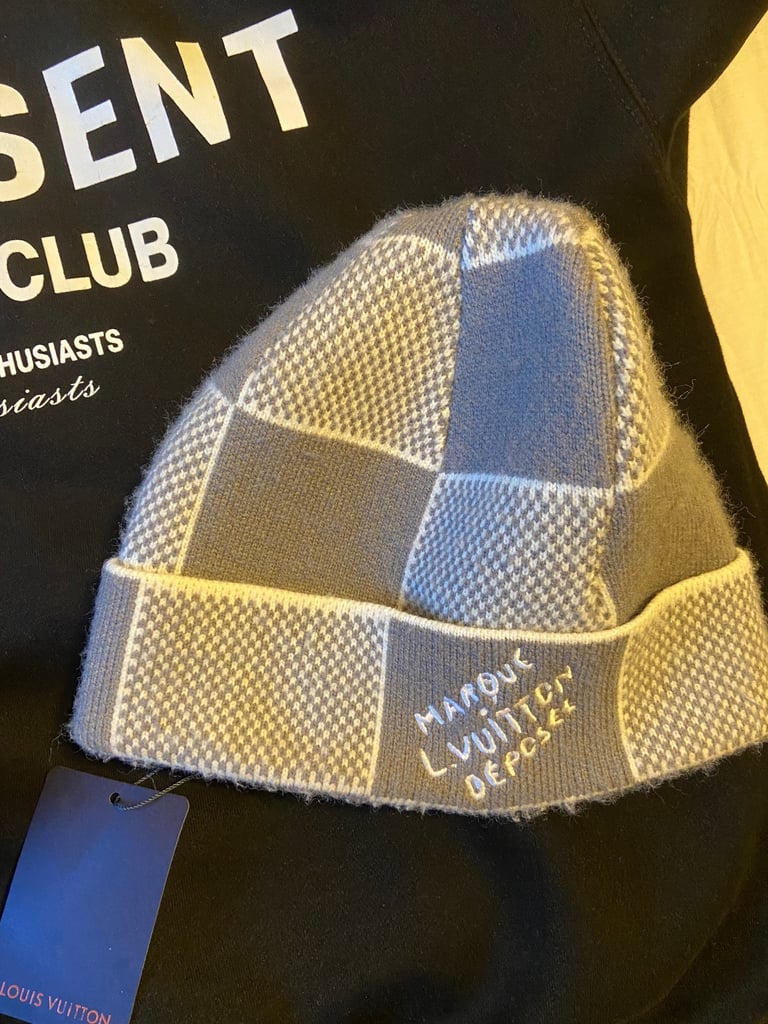 SENT
CLUB
HUSIASTS
siasts
MARQUE
L.VUiTTON
DEPOSEE
LOUIS VUITTON